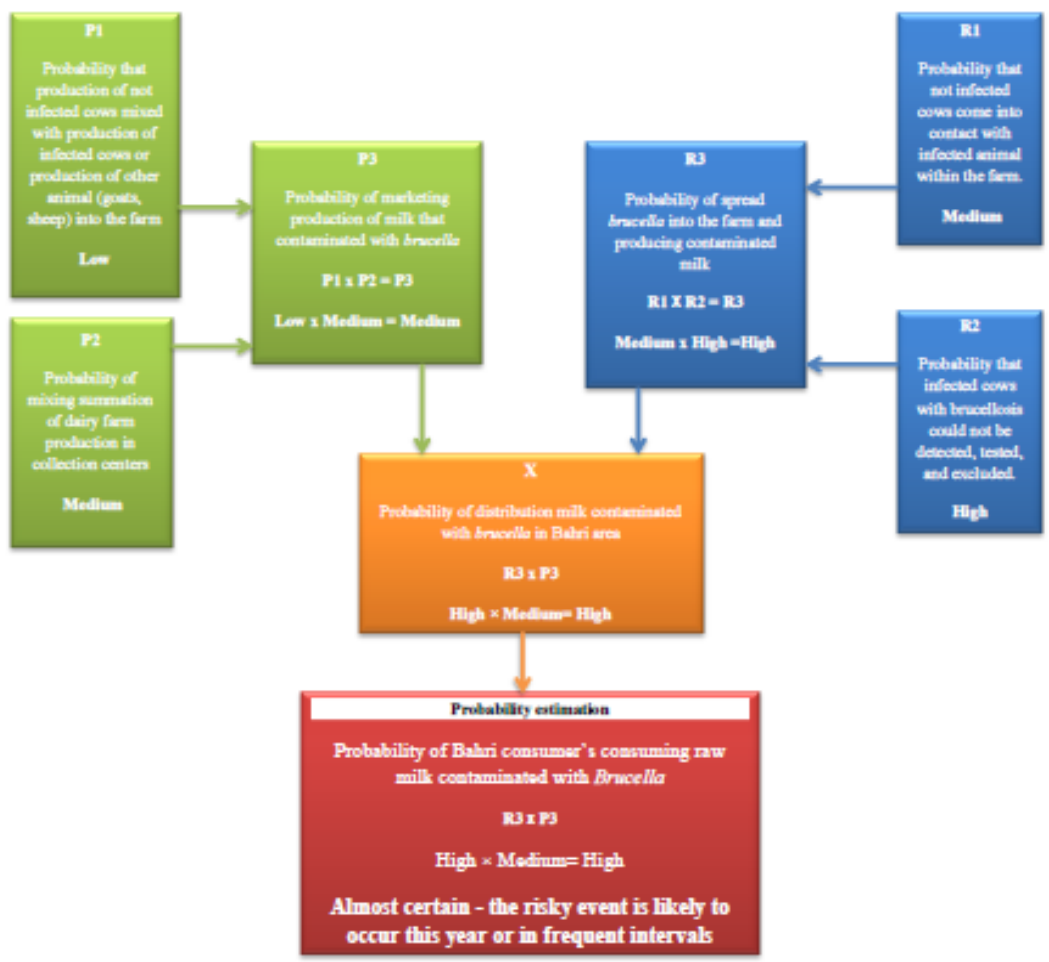 P1
Probability that
production of not
infected cows mixed
with production of
infected cows or
production of other
animal (goats,
sheep) into the farm
Low
P2
Probability of
mixing summation
of dairy farm
production in
collection centers
Medium
P3
Probability of marketing
production of milk that
contaminated with brucella
P1 x P2 = P3
Low x Medium = Medium
R3
Probability of spread
brucella into the farm and
producing contaminated
milk
R1 X R2 = R3
Medium x High =High
R1
Probability that
not infected
cows come into
contact with
infected animal
within the farm.
Medium
R2
Probability that
infected cows
with brucellosis
could not be
detected, tested,
and excluded.
High
X
Probability of distribution milk contaminated
with brucella in Bahri area
R3 x P3
High × Medium= High
Probability estimation
Probability of Bahri consumer's consuming raw
milk contaminated with Brucella
R3 x P3
High × Medium= High
Almost certain - the risky event is likely to
occur this year or in frequent intervals